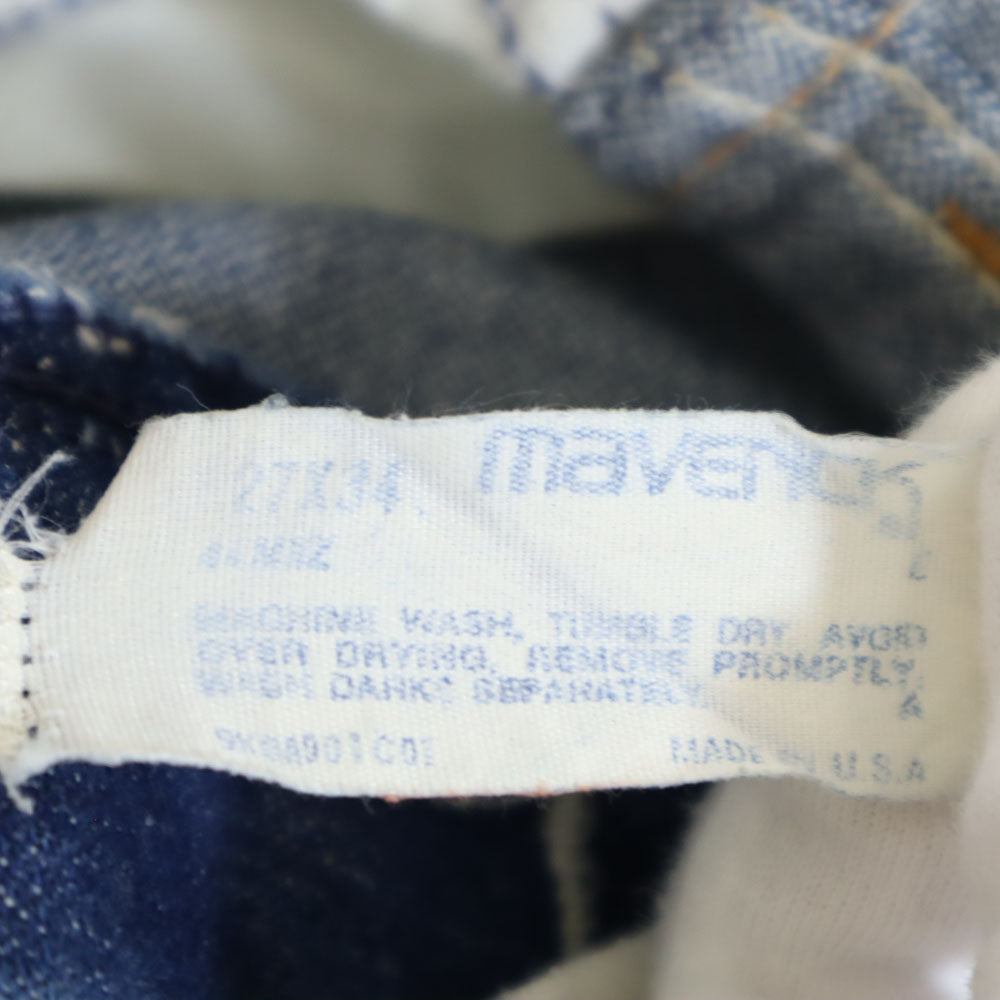 27X34 maverick
MACHINE WASH, TUMBLE DRY AVOID
OVER DRYING, REMOVE PROMPTLY,
WASH DARKS SEPARATELY
A
MADE IN U.S.A